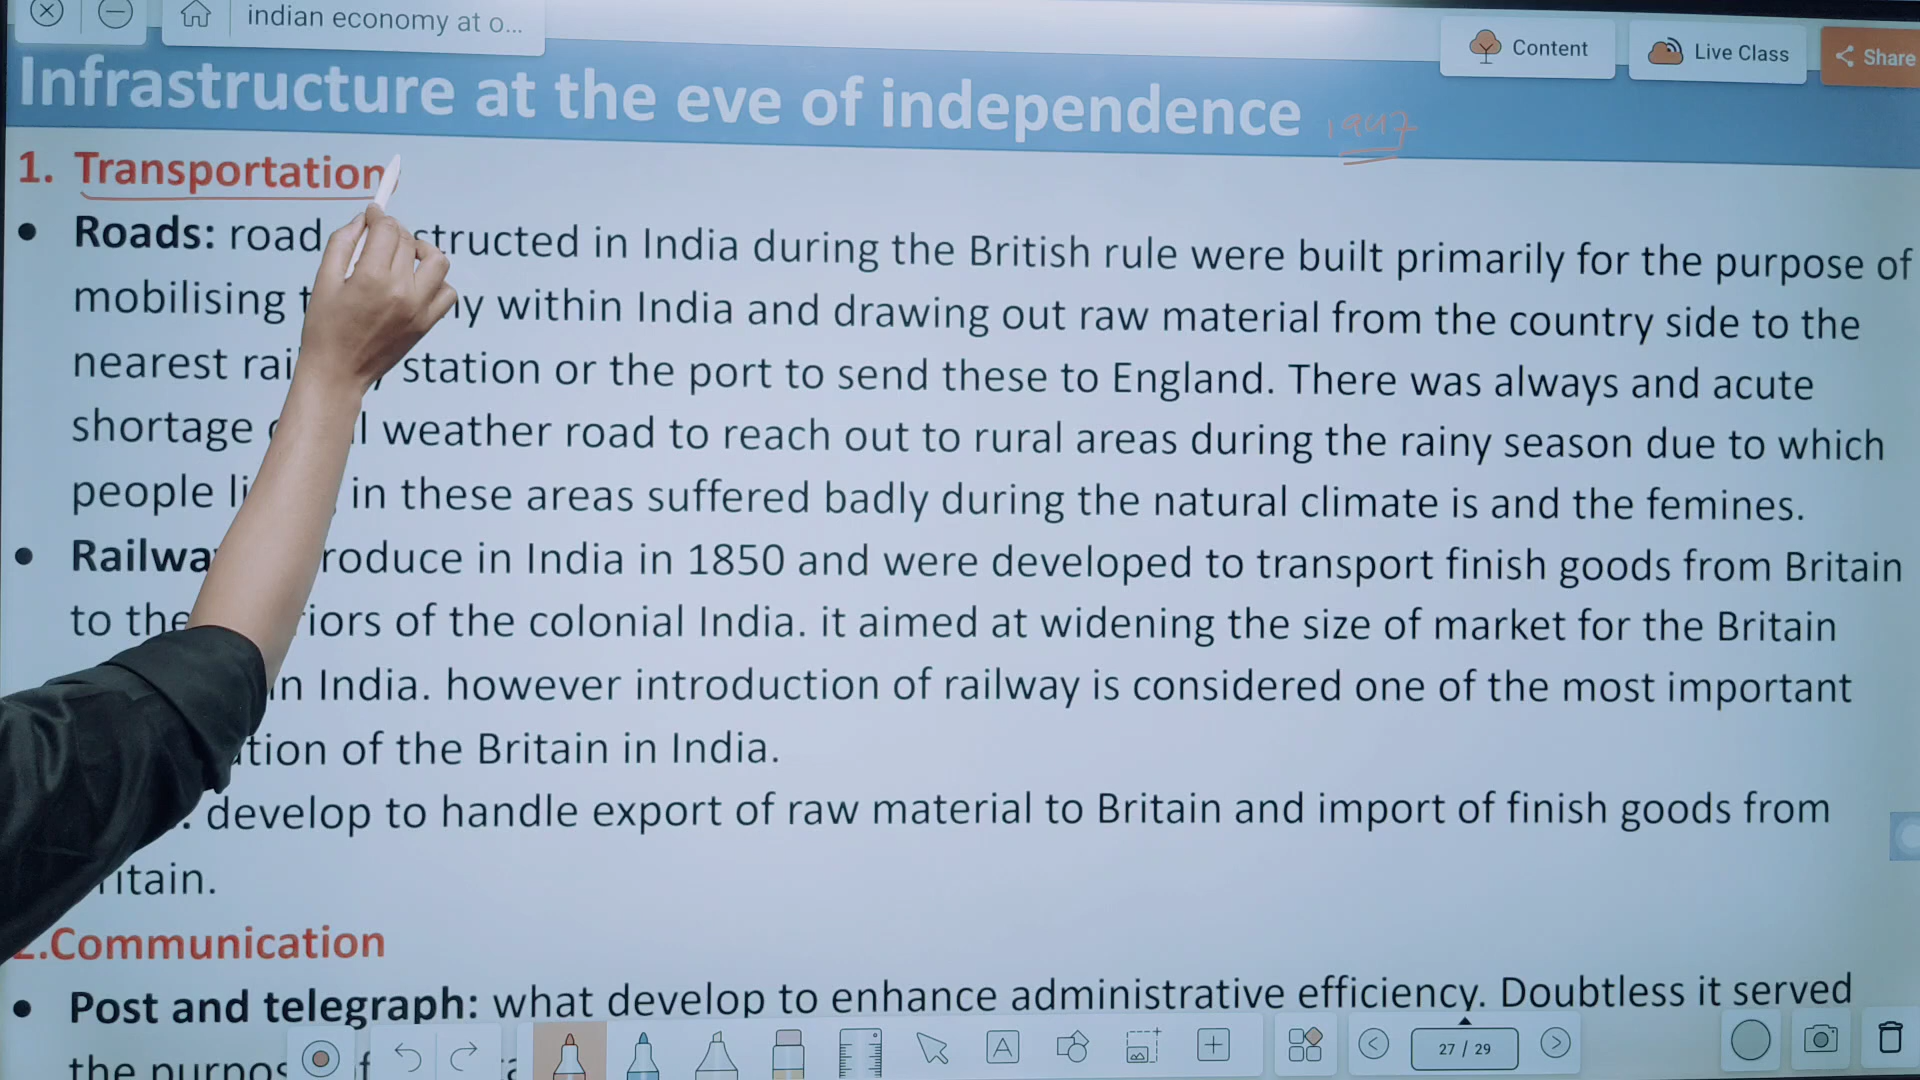 indian economy at o...
Content
Live Class
Share
Infrastructure at the eve of independence 1947
1. Transportation
• Roads: road structed in India during the British rule were built primarily for the purpose of
mobilising within India and drawing out raw material from the country side to the
nearest station or the port to send these to England. There was always and acute
shortage weather road to reach out to rural areas during the rainy season due to which
people in these areas suffered badly during the natural climate is and the femines.
• Railwa roduce in India in 1850 and were developed to transport finish goods from Britain
to the iors of the colonial India. it aimed at widening the size of market for the Britain
in India. however introduction of railway is considered one of the most important
tion of the Britain in India.
develop to handle export of raw material to Britain and import of finish goods from
ritain.
2.Communication
• Post and telegraph: what develop to enhance administrative efficiency. Doubtless it served
the
27 / 29